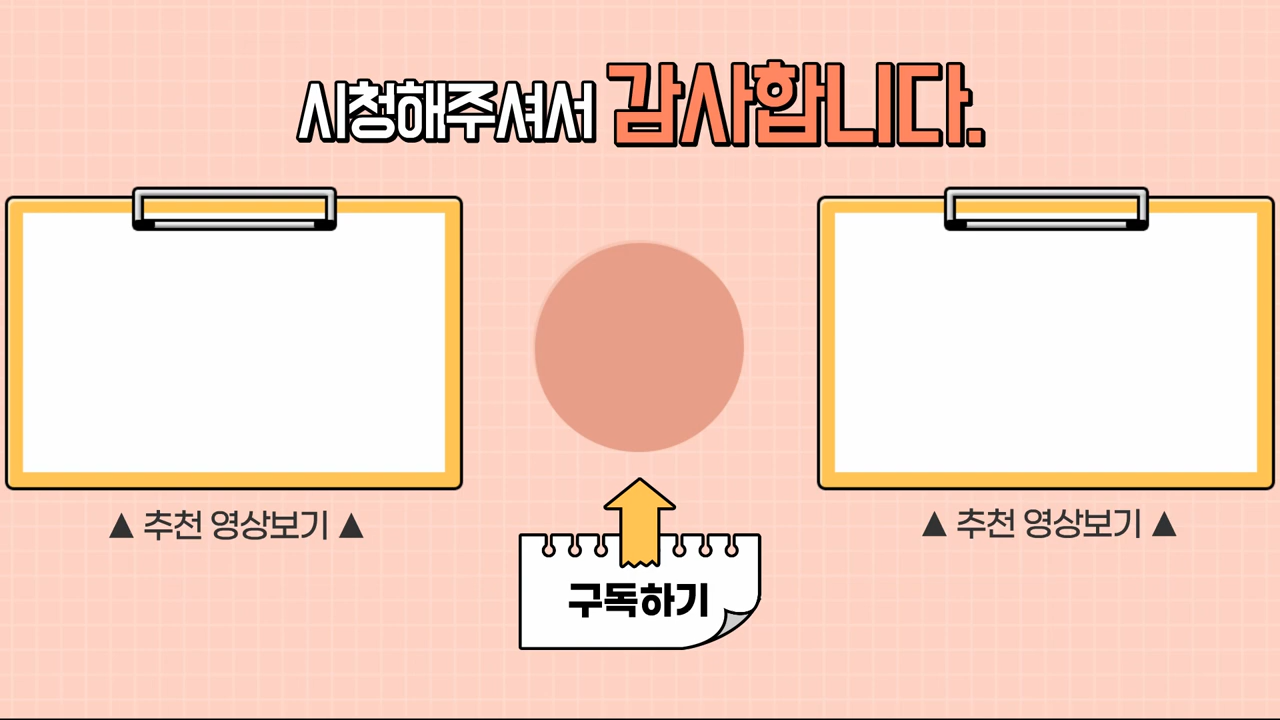 시청해주셔서 감사합니다.
▲ 추천 영상보기 ▲
▲ 추천 영상보기 ▲
구독하기